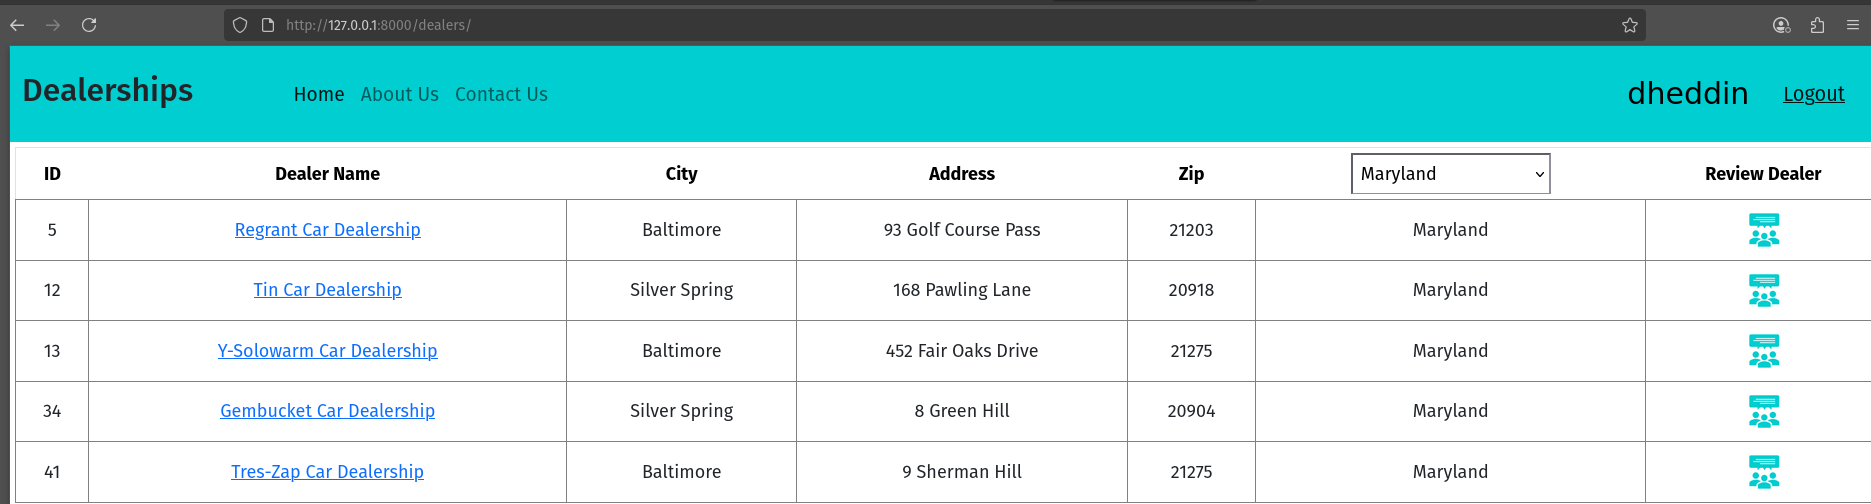 http://127.0.0.1:8000/dealers/
Dealerships Home About Us Contact Us dheddin Logout
ID Dealer Name City Address Zip Maryland Review Dealer
5 Regrant Car Dealership Baltimore 93 Golf Course Pass 21203 Maryland
12 Tin Car Dealership Silver Spring 168 Pawling Lane 20918 Maryland
13 Y-Solowarm Car Dealership Baltimore 452 Fair Oaks Drive 21275 Maryland
34 Gembucket Car Dealership Silver Spring 8 Green Hill 20904 Maryland
41 Tres-Zap Car Dealership Baltimore 9 Sherman Hill 21275 Maryland